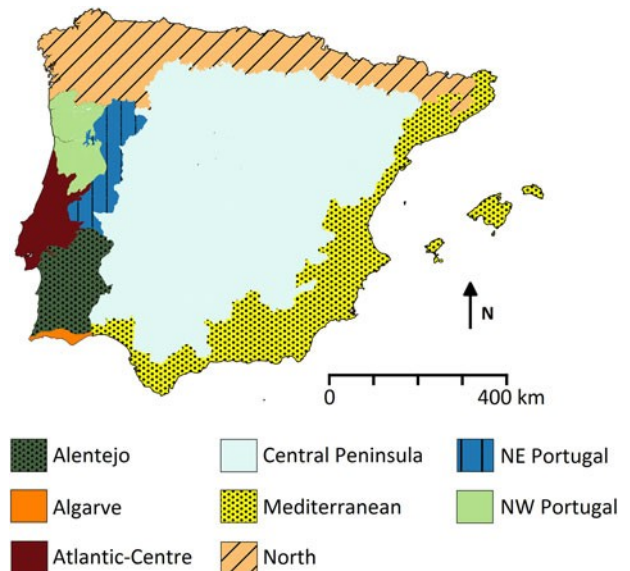 N
0 400 km
Alentejo Central Peninsula NE Portugal
Algarve Mediterranean NW Portugal
Atlantic-Centre North